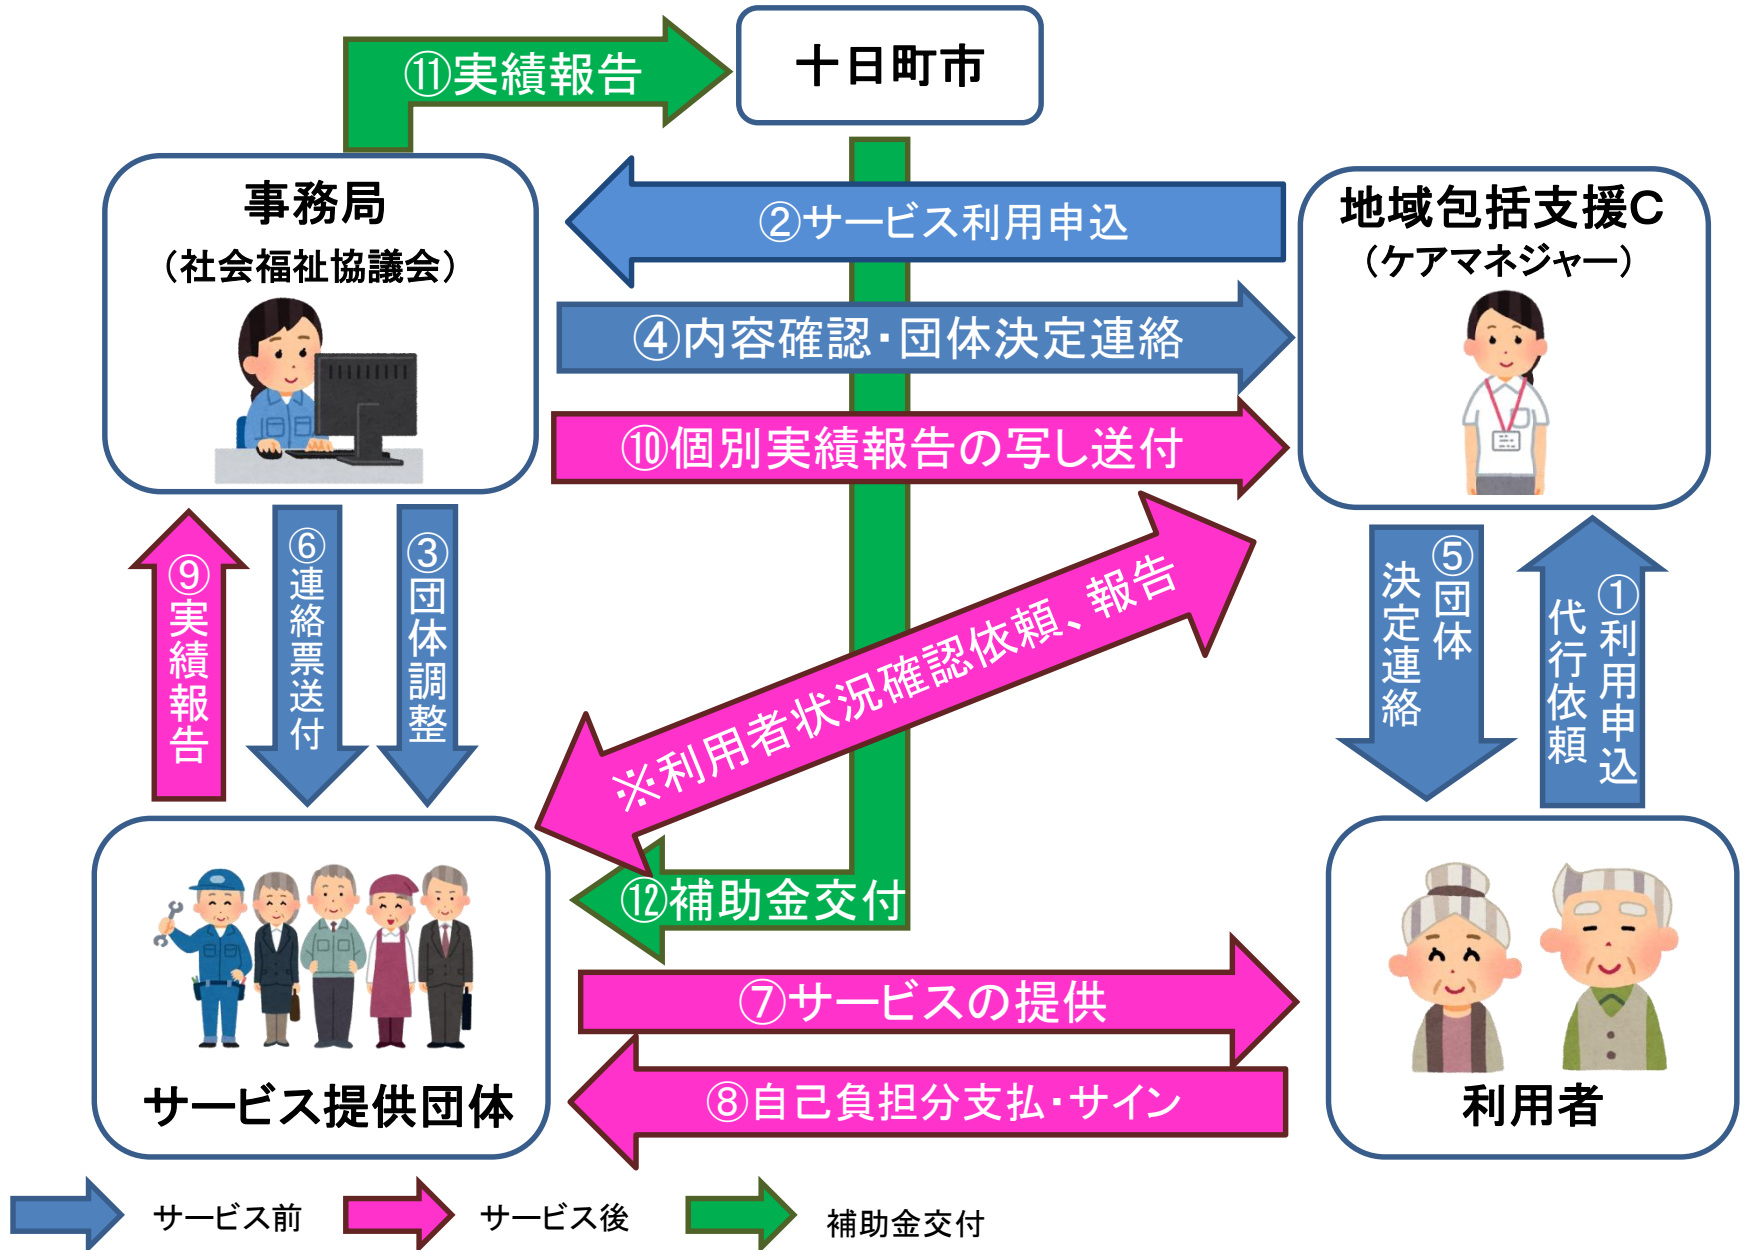 ⑪実績報告
十日町市
事務局
（社会福祉協議会）
②サービス利用申込
地域包括支援C
（ケアマネジャー）
④内容確認・団体決定連絡
⑩個別実績報告の写し送付
⑨実績報告
⑥連絡票送付
③団体調整
※利用者状況確認依頼、報告
⑤団体
決定連絡
①利用申込
代行依頼
⑫補助金交付
⑦サービスの提供
⑧自己負担分支払・サイン
サービス提供団体
利用者
サービス前
サービス後
補助金交付